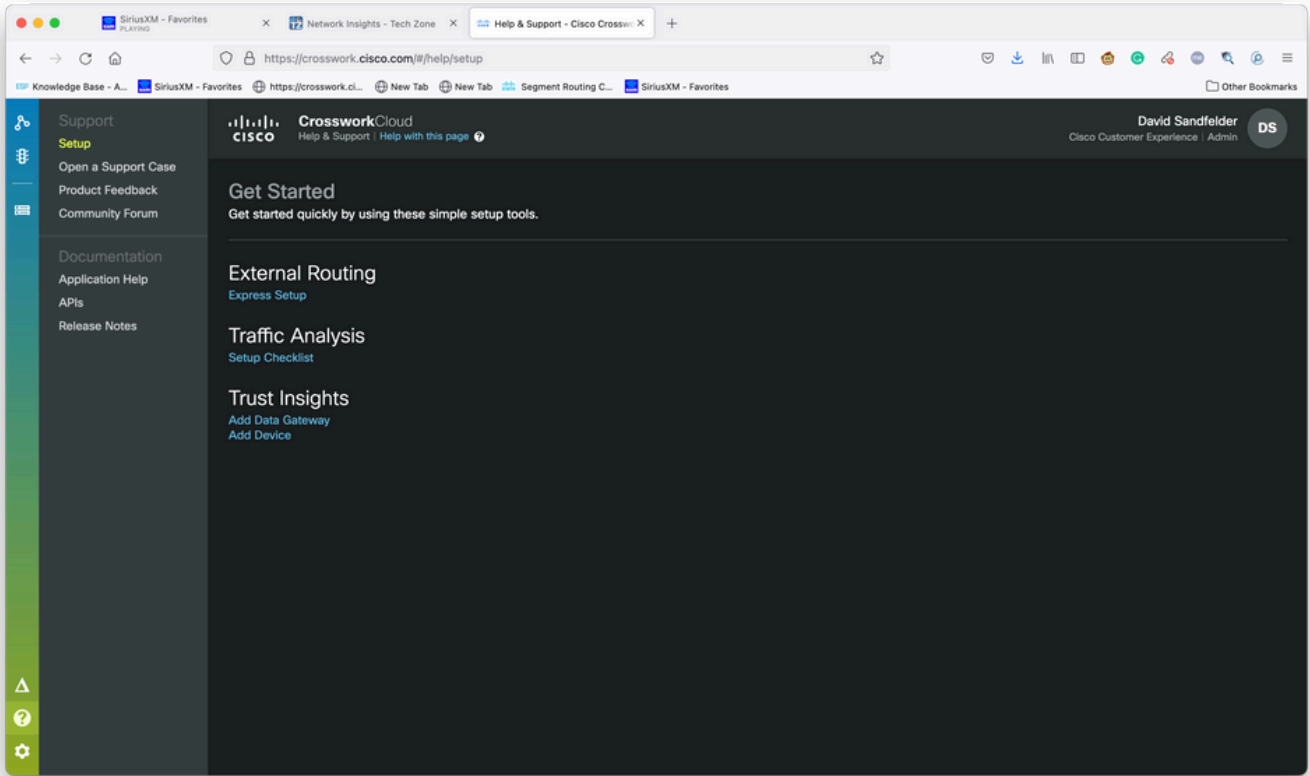 SiriusXM - Favorites
PLAYING
Network Insights - Tech Zone
Help & Support - Cisco Crosswo
https://crosswork.cisco.com/#/help/setup
Knowledge Base - A...
SiriusXM - Favorites
https://crosswork.ci...
New Tab
New Tab
Segment Routing C...
SiriusXM - Favorites
Other Bookmarks
Support
Setup
Open a Support Case
Product Feedback
Community Forum
Documentation
Application Help
APIs
Release Notes
CISCO
CrossworkCloud
Help & Support | Help with this page ?
David Sandfelder
Cisco Customer Experience | Admin
DS
Get Started
Get started quickly by using these simple setup tools.
External Routing
Express Setup
Traffic Analysis
Setup Checklist
Trust Insights
Add Data Gateway
Add Device